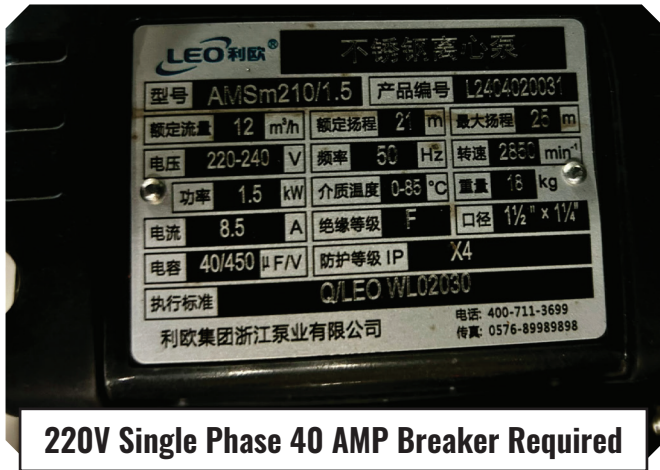 LEO利欧® 不锈钢离心泵
型号 AMSm210/1.5 产品编号 L2404020031
额定流量 12 m³/h 额定扬程 21 m 最大扬程 25 m
电压 220-240 V 频率 50 Hz 转速 2850 min⁻¹
功率 1.5 kW 介质温度 0-85 °C 重量 18 kg
电流 8.5 A 绝缘等级 F 口径 1½" × 1¼"
电容 40/450 μF/V 防护等级 IP X4
执行标准 Q/LEO WL02030
利欧集团浙江泵业有限公司
电话: 400-711-3699
传真: 0576-89989898
220V Single Phase 40 AMP Breaker Required